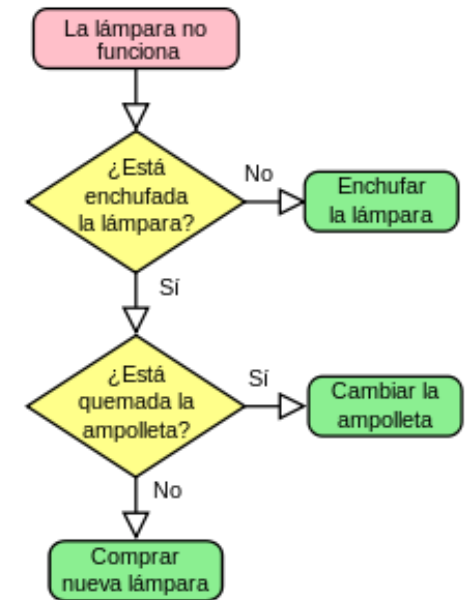 La lámpara no
funciona
¿Está
enchufada
la lámpara?
No
Enchufar
la lámpara
Sí
¿Está
quemada la
ampolleta?
Sí
Cambiar la
ampolleta
No
Comprar
nueva lámpara